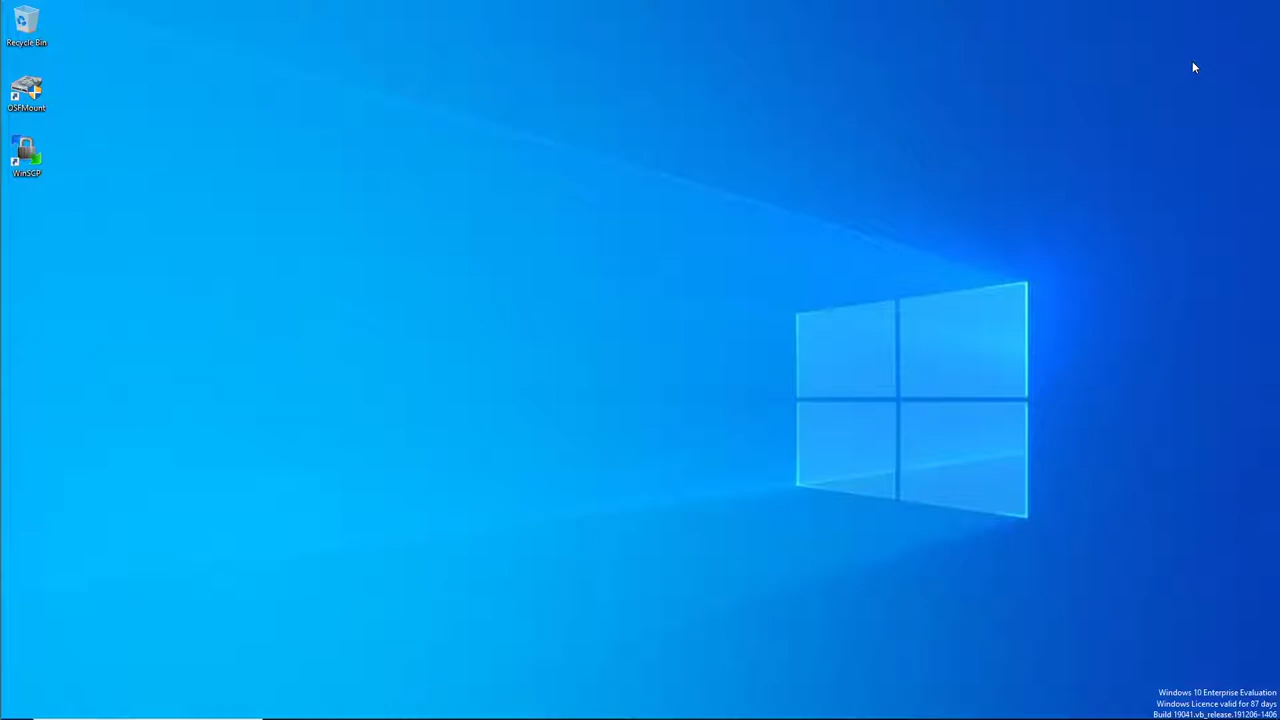 Recycle Bin
OSFMount
WinSCP
Windows 10 Enterprise Evaluation
Windows Licence valid for 87 days
Build 19041.vb_release.191206-1406